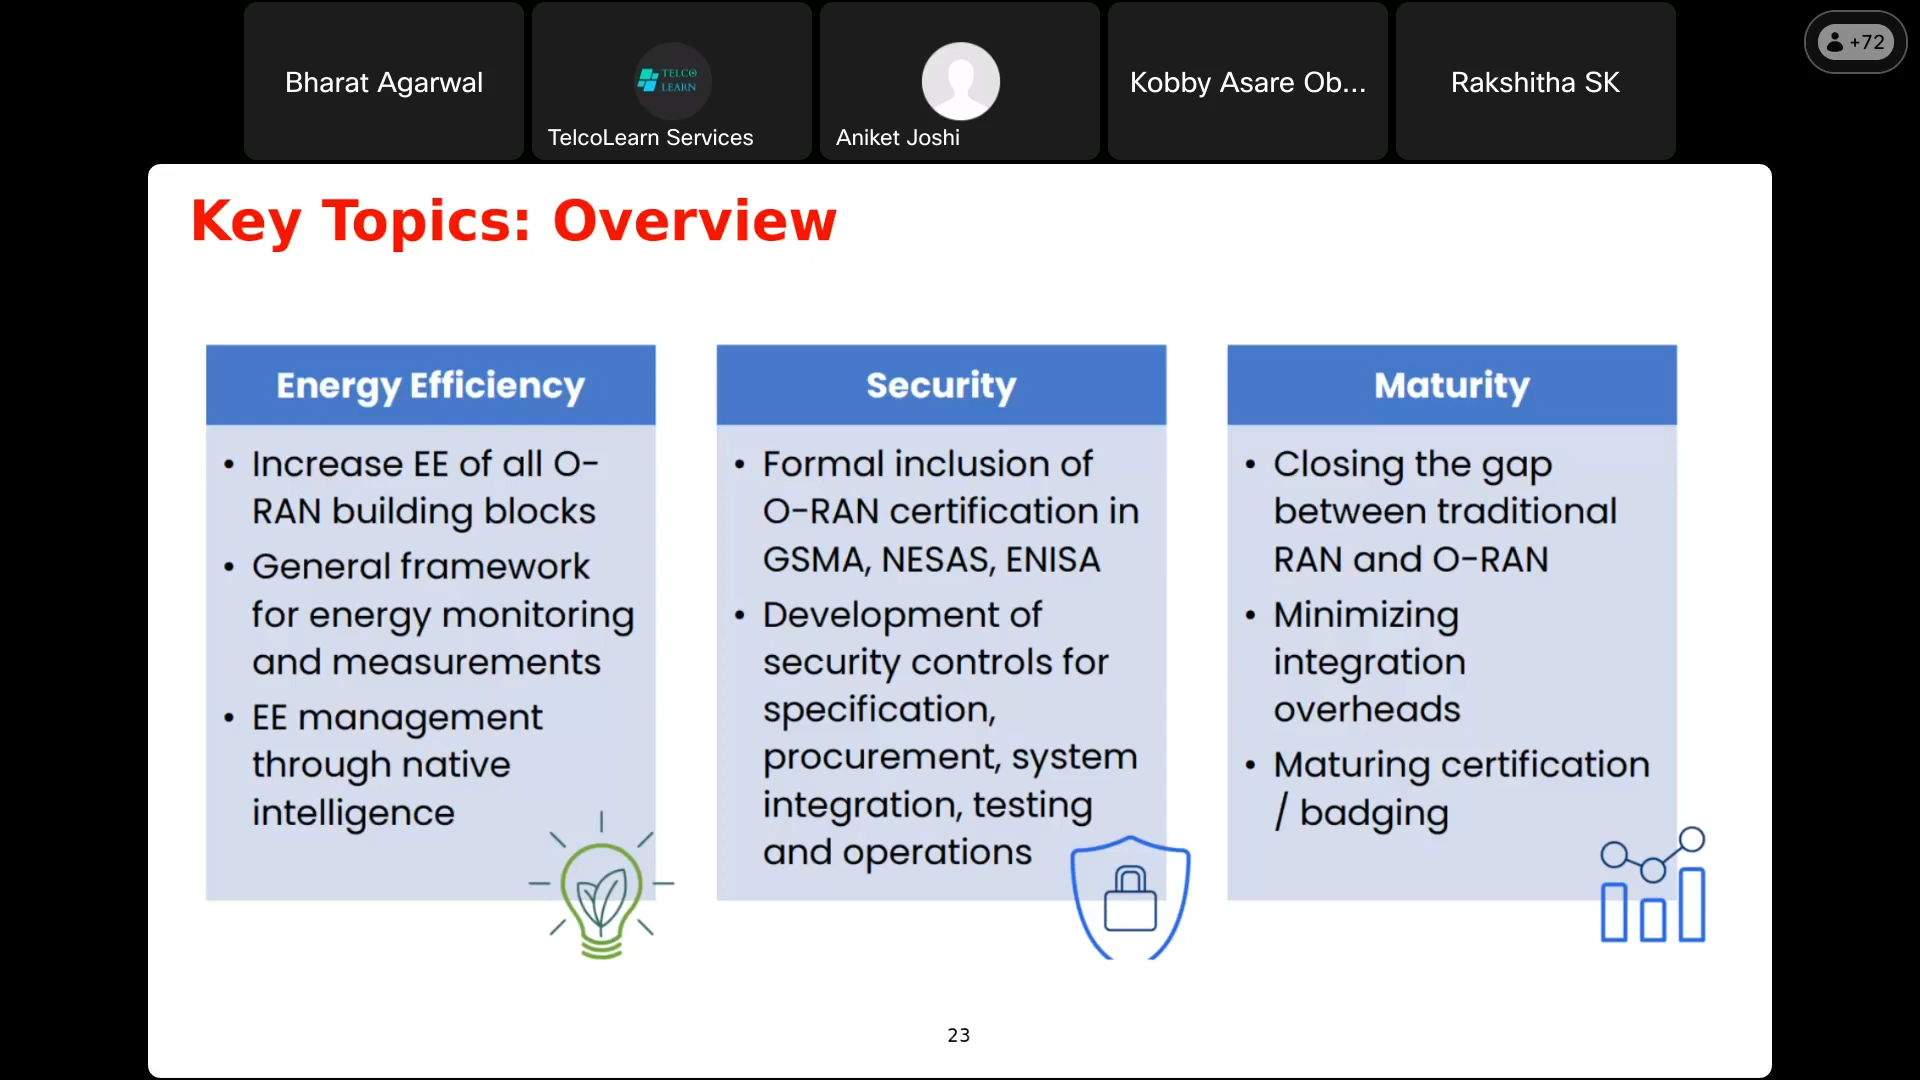 Bharat Agarwal
TELCO
LEARN
TelcoLearn Services
Aniket Joshi
Kobby Asare Ob...
Rakshitha SK
+72
Key Topics: Overview
Energy Efficiency
• Increase EE of all O-
RAN building blocks
• General framework
for energy monitoring
and measurements
• EE management
through native
intelligence
Security
• Formal inclusion of
O-RAN certification in
GSMA, NESAS, ENISA
• Development of
security controls for
specification,
procurement, system
integration, testing
and operations
Maturity
• Closing the gap
between traditional
RAN and O-RAN
• Minimizing
integration
overheads
• Maturing certification
/ badging
23